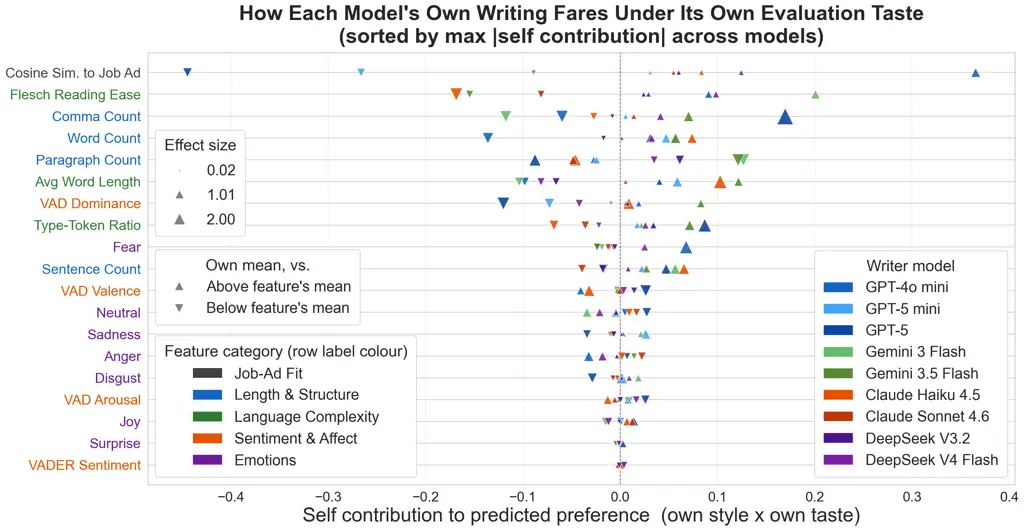 How Each Model's Own Writing Fares Under Its Own Evaluation Taste
(sorted by max |self contribution| across models)
Cosine Sim. to Job Ad
Flesch Reading Ease
Comma Count
Word Count
Paragraph Count
Avg Word Length
VAD Dominance
Type-Token Ratio
Fear
Sentence Count
VAD Valence
Neutral
Sadness
Anger
Disgust
VAD Arousal
Joy
Surprise
VADER Sentiment
Effect size
0.02
1.01
2.00
Own mean, vs.
Above feature's mean
Below feature's mean
Feature category (row label colour)
Job-Ad Fit
Length & Structure
Language Complexity
Sentiment & Affect
Emotions
Writer model
GPT-4o mini
GPT-5 mini
GPT-5
Gemini 3 Flash
Gemini 3.5 Flash
Claude Haiku 4.5
Claude Sonnet 4.6
DeepSeek V3.2
DeepSeek V4 Flash
−0.4 −0.3 −0.2 −0.1 0.0 0.1 0.2 0.3 0.4
Self contribution to predicted preference (own style x own taste)